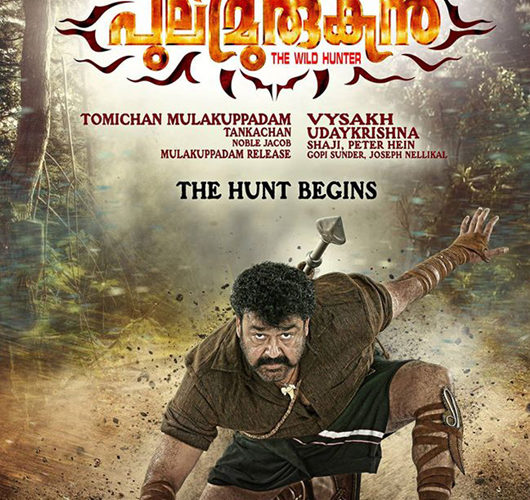 പുലിമുരുകൻ
THE WILD HUNTER
TOMICHAN MULAKUPPADAM
TANKACHAN
NOBLE JACOB
MULAKUPPADAM RELEASE
VYSAKH
UDAYKRISHNA
SHAJI, PETER HEIN
GOPI SUNDER, JOSEPH NELLIKAL
THE HUNT BEGINS